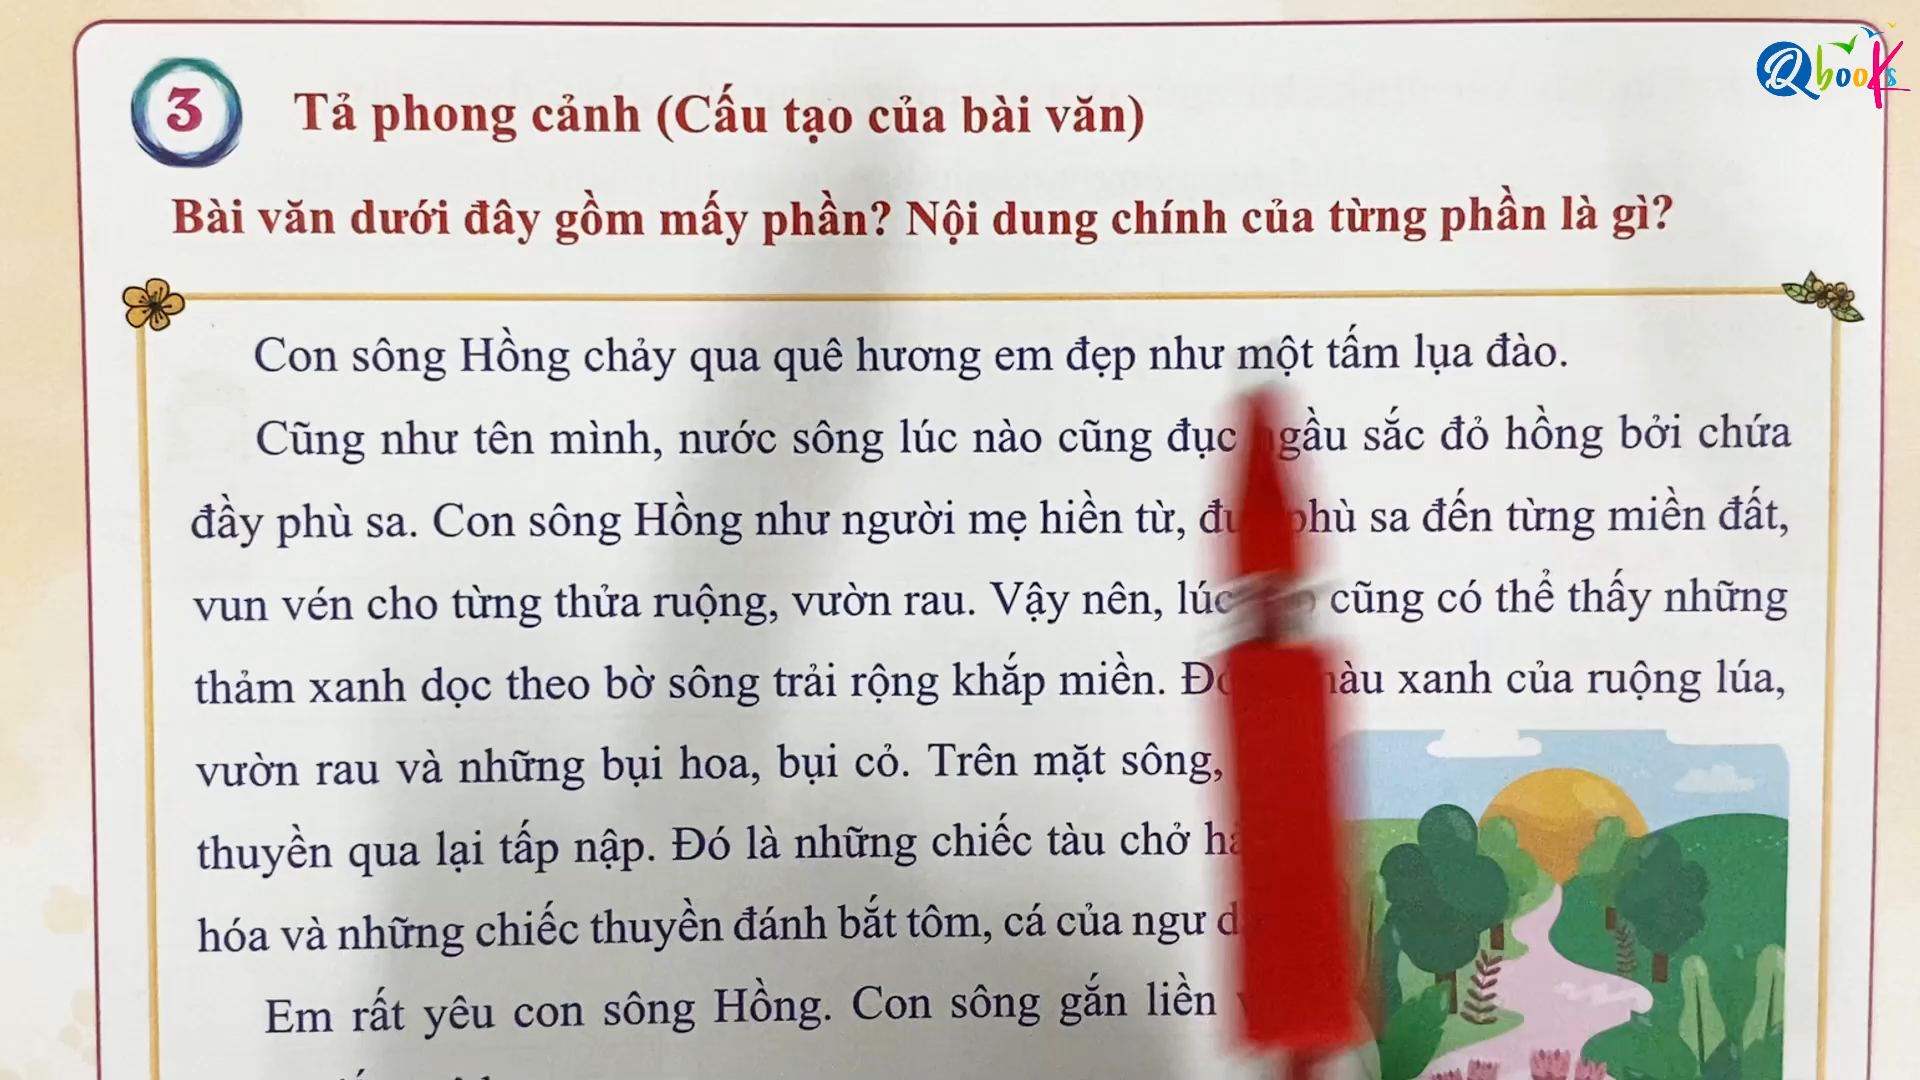 Qbooks
3 Tả phong cảnh (Cấu tạo của bài văn)
Bài văn dưới đây gồm mấy phần? Nội dung chính của từng phần là gì?
Con sông Hồng chảy qua quê hương em đẹp như một tấm lụa đào.
Cũng như tên mình, nước sông lúc nào cũng đục ngầu sắc đỏ hồng bởi chứa
đầy phù sa. Con sông Hồng như người mẹ hiền từ, phù sa đến từng miền đất,
vun vén cho từng thửa ruộng, vườn rau. Vậy nên, lúc cũng có thể thấy những
thảm xanh dọc theo bờ sông trải rộng khắp miền. màu xanh của ruộng lúa,
vườn rau và những bụi hoa, bụi cỏ. Trên mặt sông,
thuyền qua lại tấp nập. Đó là những chiếc tàu chở
hóa và những chiếc thuyền đánh bắt tôm, cá của ngư
Em rất yêu con sông Hồng. Con sông gắn liền